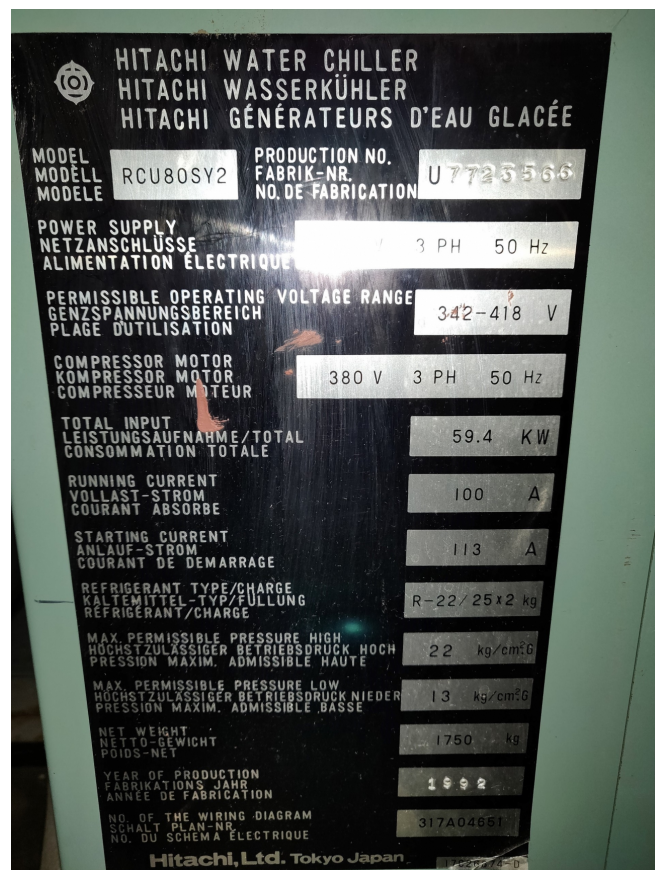 HITACHI WATER CHILLER
HITACHI WASSERKÜHLER
HITACHI GÉNÉRATEURS D'EAU GLACÉE
MODEL
MODÈLL
MODELE
RCU80SY2
PRODUCTION NO.
FABRIK-NR.
NO. DE FABRICATION
U7725566
POWER SUPPLY
NETZANSCHLÜSSE
ALIMENTATION ÉLECTRIQUE
V 3 PH 50 Hz
PERMISSIBLE OPERATING VOLTAGE RANGE
GENZSPANNUNGSBEREICH
PLAGE D'UTILISATION
342-418 V
COMPRESSOR MOTOR
KOMPRESSOR MOTOR
COMPRESSEUR MOTEUR
380 V 3 PH 50 Hz
TOTAL INPUT
LEISTUNGSAUFNAHME/TOTAL
CONSOMMATION TOTALE
59.4 KW
RUNNING CURRENT
VOLLAST-STROM
COURANT ABSORBE
100 A
STARTING CURRENT
ANLAUF-STROM
COURANT DE DEMARRAGE
113 A
REFRIGERANT TYPE/CHARGE
KALTEMITTEL-TYP/FÜLLUNG
RÉFRIGÉRANT/CHARGE
R-22/25x2 kg
MAX. PERMISSIBLE PRESSURE HIGH
HÖCHSTZULÄSSIGER BETRIEBSDRUCK HOCH
PRESSION MAXIM. ADMISSIBLE HAUTE
22 kg/cm²G
MAX. PERMISSIBLE PRESSURE LOW
HÖCHSTZULÄSSIGER BETRIEBSDRUCK NIEDER
PRESSION MAXIM. ADMISSIBLE BASSE
13 kg/cm²G
NET WEIGHT
NETTO-GEWICHT
POIDS-NET
1750 kg
YEAR OF PRODUCTION
FABRIKATIONS JAHR
ANNÉE DE FABRICATION
1992
NO. OF THE WIRING DIAGRAM
SCHALT PLAN-NR.
NO. DU SCHEMA ÉLECTRIQUE
317A04651
Hitachi, Ltd. Tokyo Japan